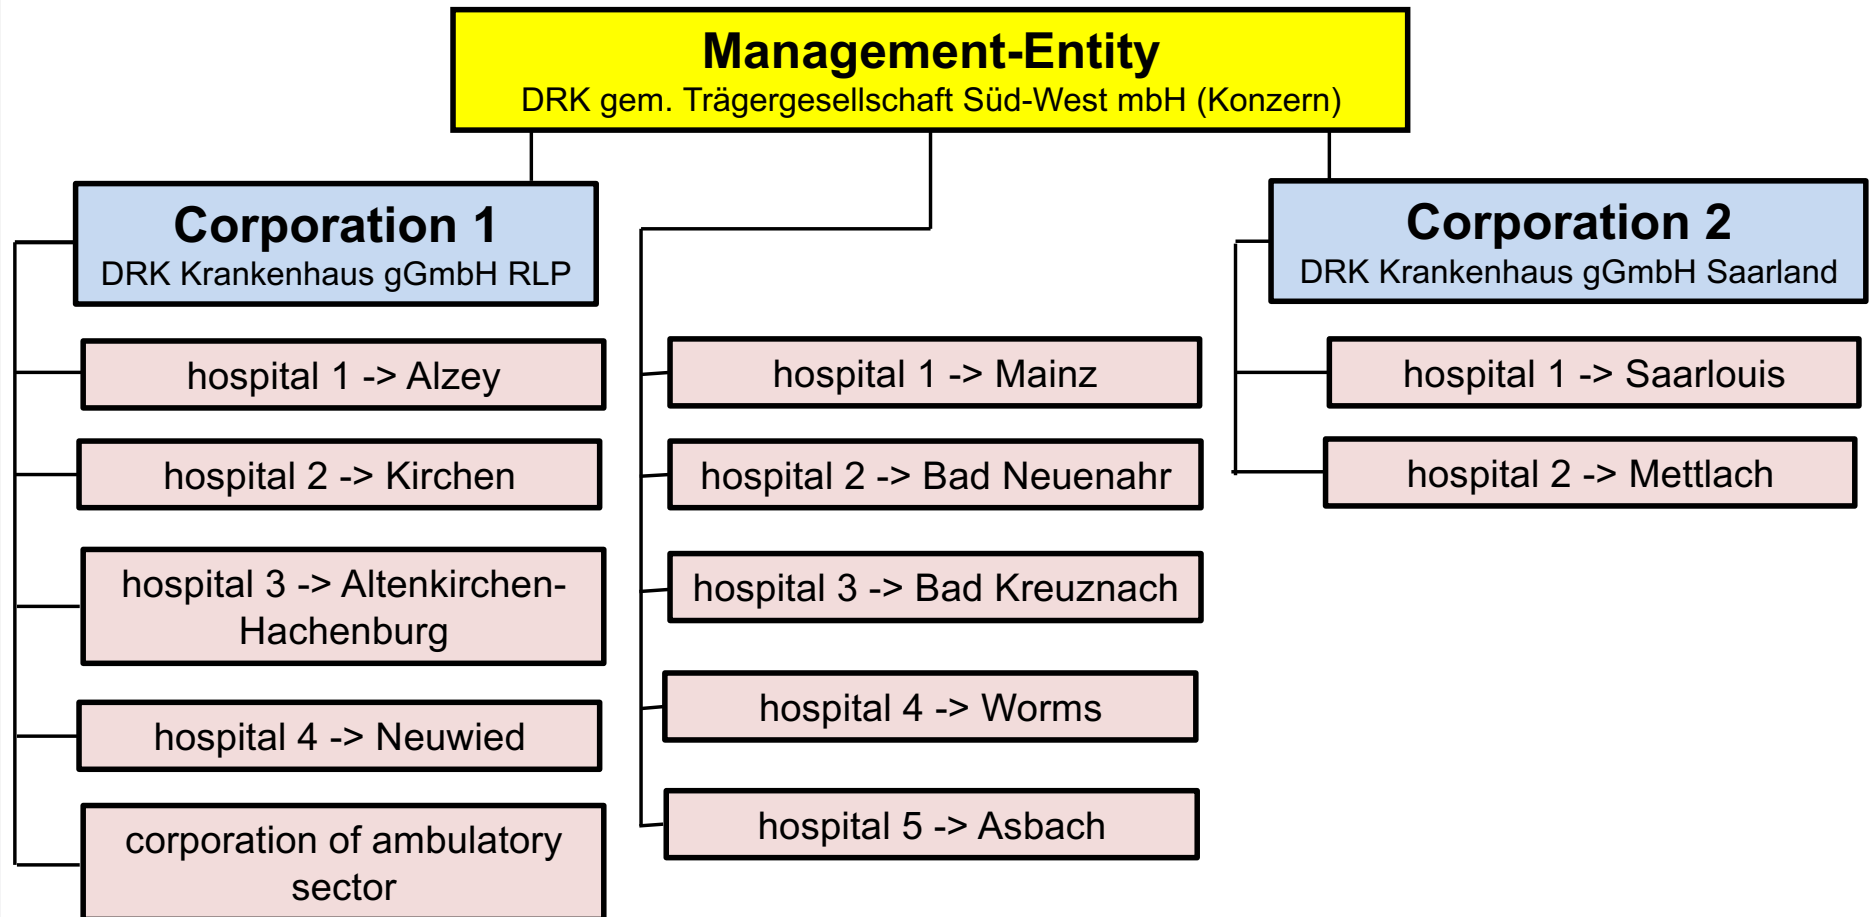 Management-Entity
DRK gem. Trägergesellschaft Süd-West mbH (Konzern)
Corporation 1
DRK Krankenhaus gGmbH RLP
hospital 1 -> Alzey
hospital 2 -> Kirchen
hospital 3 -> Altenkirchen-
Hachenburg
hospital 4 -> Neuwied
corporation of ambulatory
sector
hospital 1 -> Mainz
hospital 2 -> Bad Neuenahr
hospital 3 -> Bad Kreuznach
hospital 4 -> Worms
hospital 5 -> Asbach
Corporation 2
DRK Krankenhaus gGmbH Saarland
hospital 1 -> Saarlouis
hospital 2 -> Mettlach